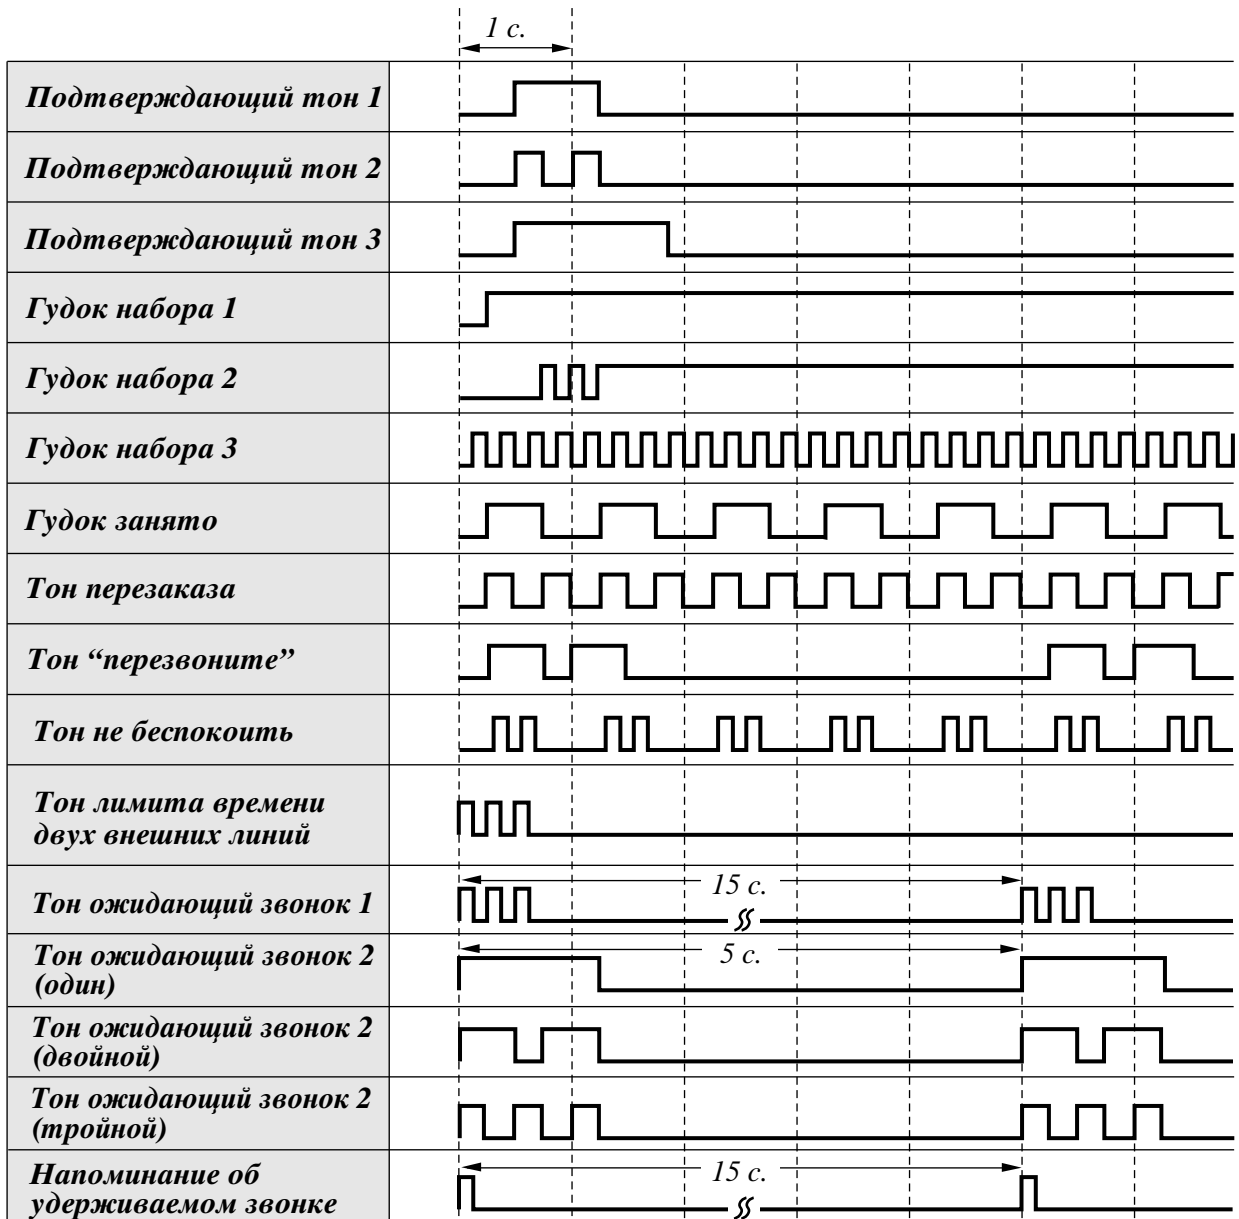 1 с.
Подтверждающий тон 1
Подтверждающий тон 2
Подтверждающий тон 3
Гудок набора 1
Гудок набора 2
Гудок набора 3
Гудок занято
Тон перезаказа
Тон “перезвоните”
Тон не беспокоить
Тон лимита времени
двух внешних линий
Тон ожидающий звонок 1
15 с.
Тон ожидающий звонок 2
(один)
5 с.
Тон ожидающий звонок 2
(двойной)
Тон ожидающий звонок 2
(тройной)
Напоминание об
удерживаемом звонке
15 с.